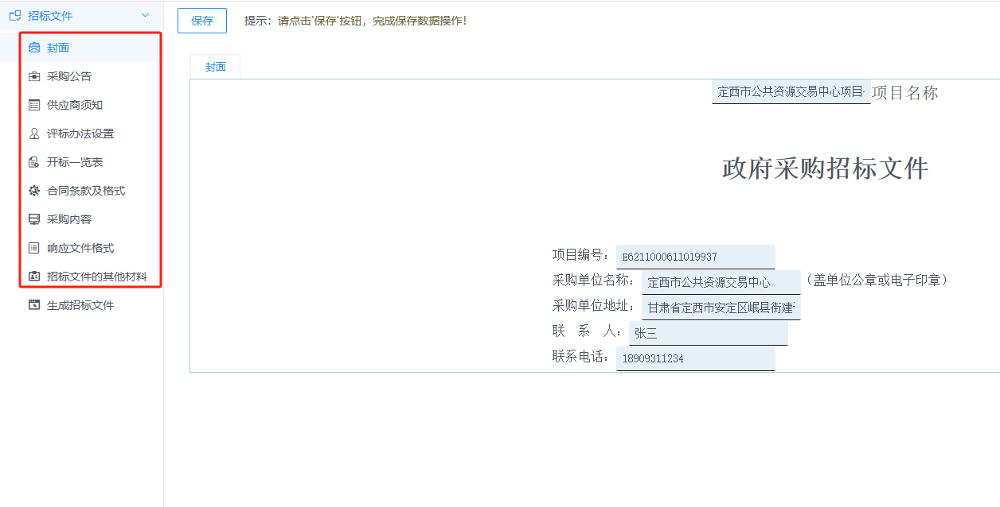 招标文件
封面
采购公告
供应商须知
评标办法设置
开标一览表
合同条款及格式
采购内容
响应文件格式
招标文件的其他材料
生成招标文件
保存 提示：请点击'保存'按钮，完成保存数据操作！
封面
定西市公共资源交易中心项目 项目名称
政府采购招标文件
项目编号： E6211000611019937
采购单位名称： 定西市公共资源交易中心 （盖单位公章或电子印章）
采购单位地址： 甘肃省定西市安定区岷县街建
联 系 人： 张三
联系电话： 18909311234